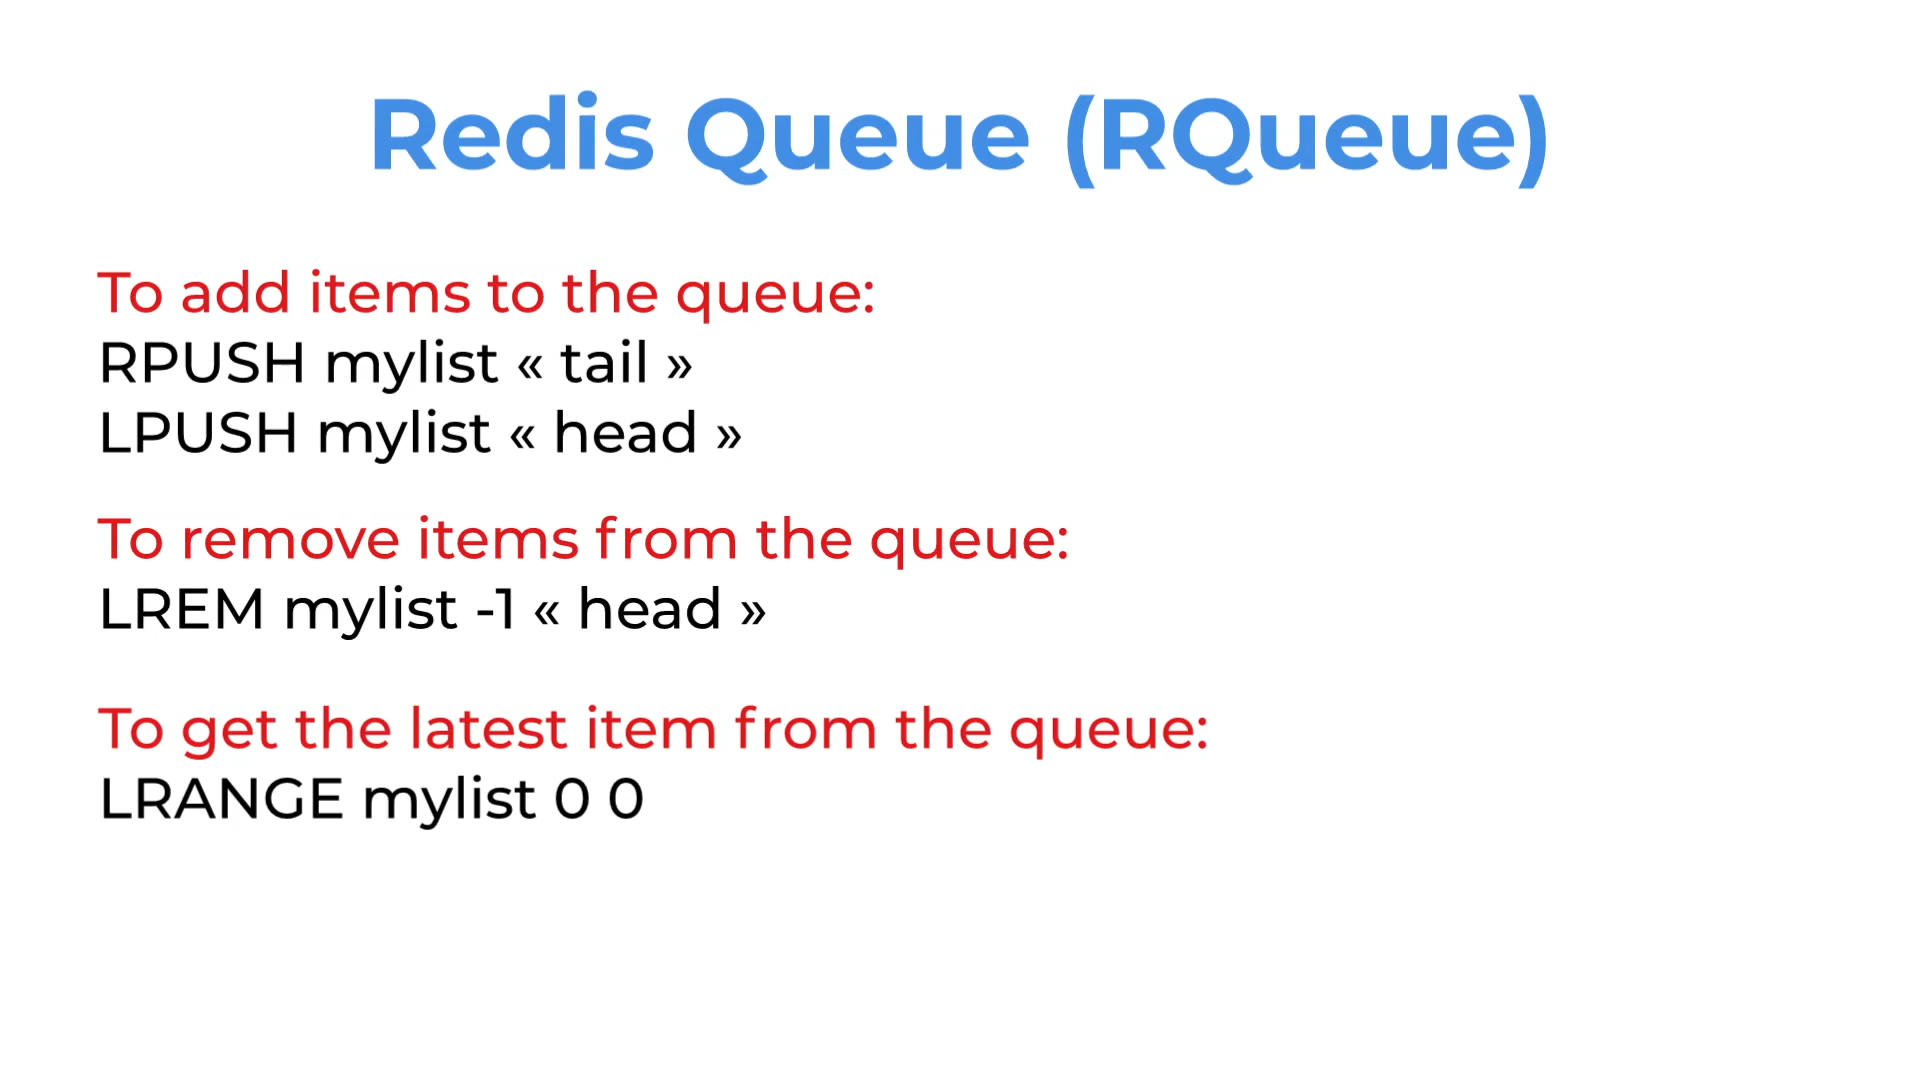 Redis Queue (RQueue)
To add items to the queue:
RPUSH mylist « tail »
LPUSH mylist « head »
To remove items from the queue:
LREM mylist -1 « head »
To get the latest item from the queue:
LRANGE mylist 0 0